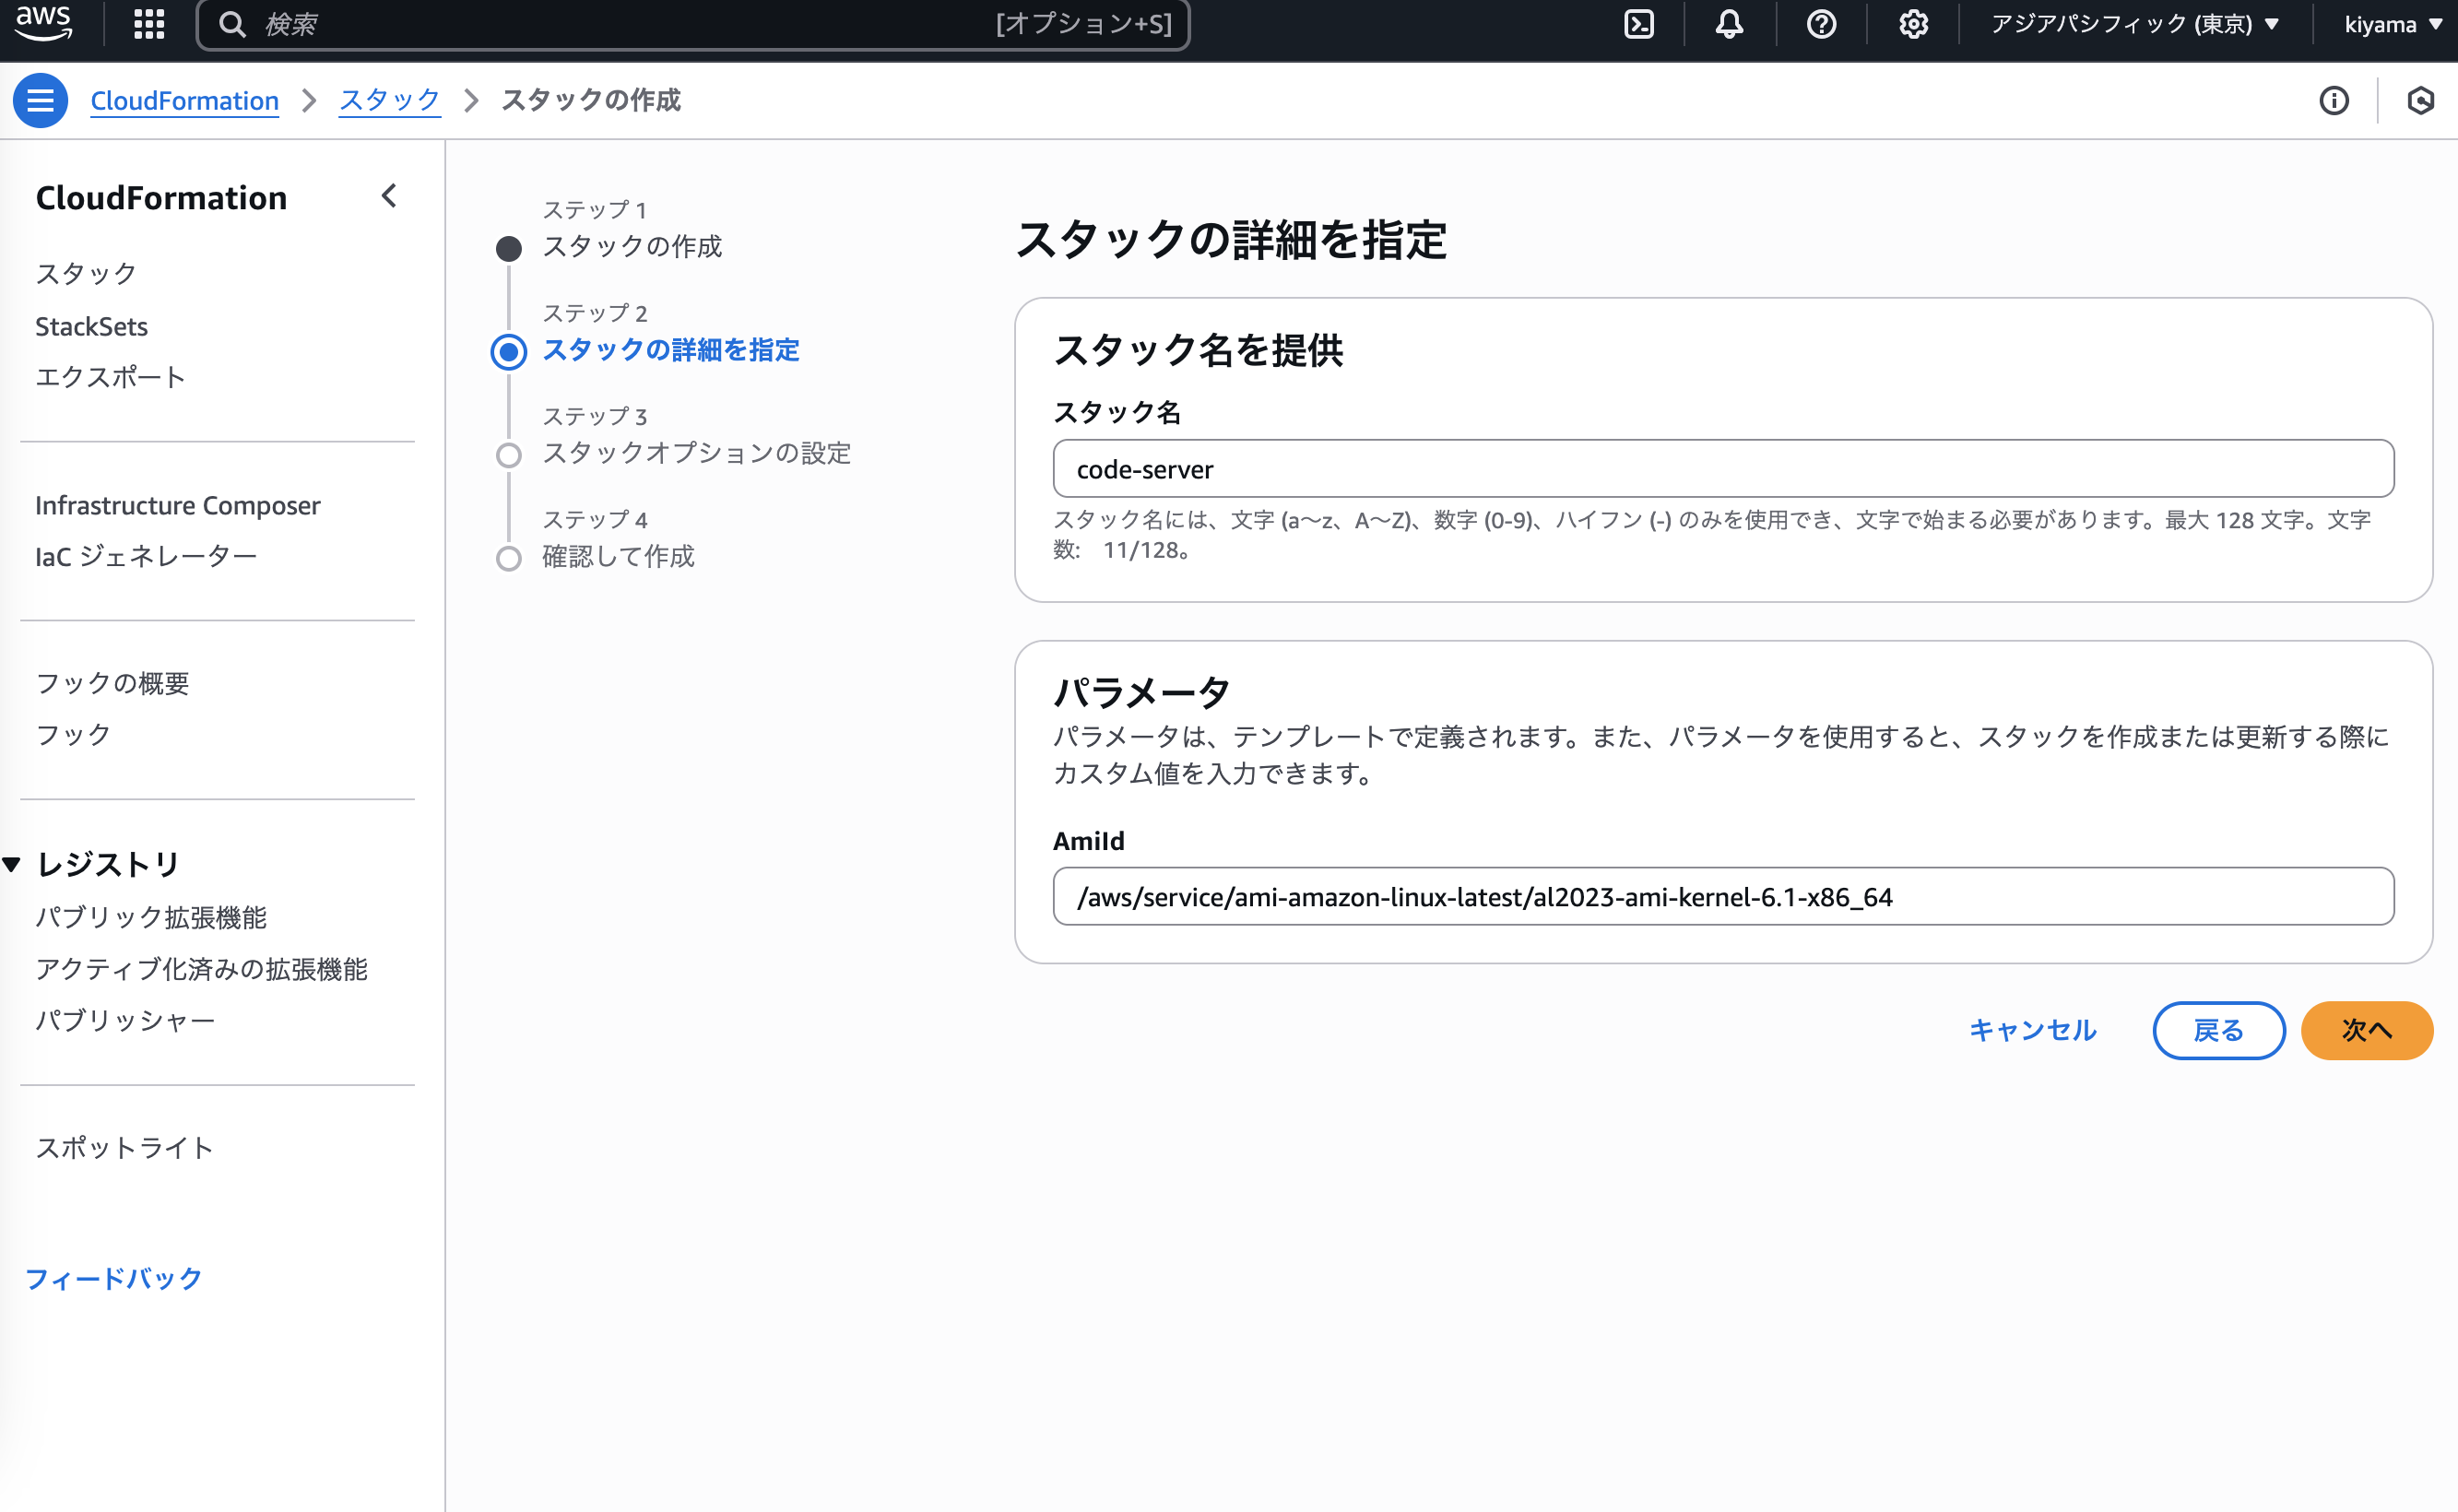 aws
検索
[オプション+S]
アジアパシフィック (東京)
kiyama
CloudFormation
スタック
スタックの作成
CloudFormation
スタック
StackSets
エクスポート
Infrastructure Composer
IaC ジェネレーター
フックの概要
フック
レジストリ
パブリック拡張機能
アクティブ化済みの拡張機能
パブリッシャー
スポットライト
フィードバック
ステップ 1
スタックの作成
ステップ 2
スタックの詳細を指定
ステップ 3
スタックオプションの設定
ステップ 4
確認して作成
スタックの詳細を指定
スタック名を提供
スタック名
code-server
スタック名には、文字 (a～z、A～Z)、数字 (0-9)、ハイフン (-) のみを使用でき、文字で始まる必要があります。最大 128 文字。文字
数: 11/128。
パラメータ
パラメータは、テンプレートで定義されます。また、パラメータを使用すると、スタックを作成または更新する際に
カスタム値を入力できます。
AmiId
/aws/service/ami-amazon-linux-latest/al2023-ami-kernel-6.1-x86_64
キャンセル
戻る
次へ